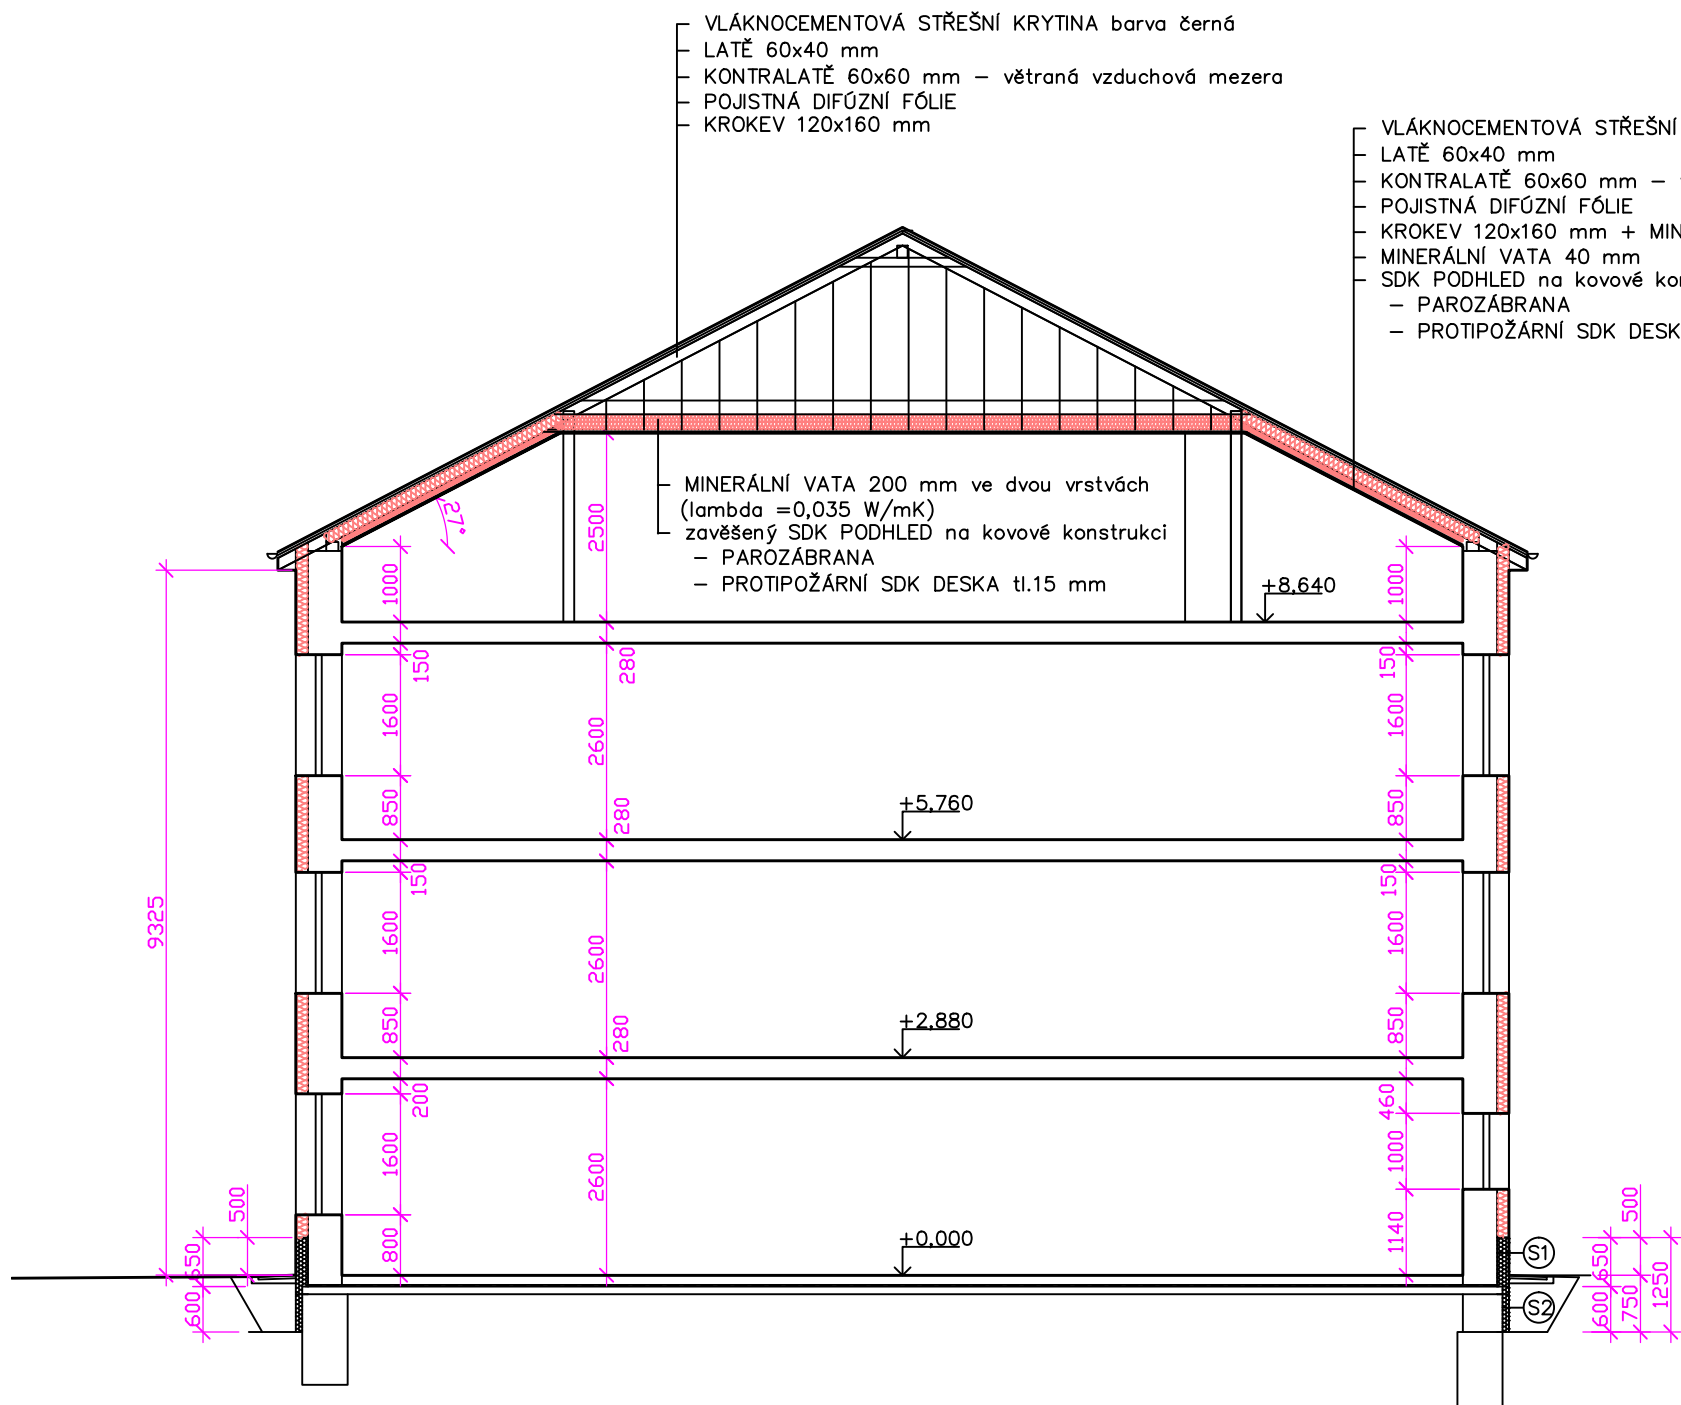 VLÁKNOCEMENTOVÁ STŘEŠNÍ KRYTINA barva černá
LATĚ 60x40 mm
KONTRALATĚ 60x60 mm – větraná vzduchová mezera
POJISTNÁ DIFÚZNÍ FÓLIE
KROKEV 120x160 mm
VLÁKNOCEMENTOVÁ STŘEŠNÍ
LATĚ 60x40 mm
KONTRALATĚ 60x60 mm –
POJISTNÁ DIFÚZNÍ FÓLIE
KROKEV 120x160 mm + MIN
MINERÁLNÍ VATA 40 mm
SDK PODHLED na kovové kon
– PAROZÁBRANA
– PROTIPOŽÁRNÍ SDK DESK
MINERÁLNÍ VATA 200 mm ve dvou vrstvách
(lambda =0,035 W/mK)
zavěšený SDK PODHLED na kovové konstrukci
– PAROZÁBRANA
– PROTIPOŽÁRNÍ SDK DESKA tl.15 mm
27°
2500
1000
1000
+8,640
150
280
150
1600
2600
1600
850
280
+5,760
850
150
150
9325
1600
2600
1600
850
280
+2,880
850
200
460
1600
2600
1000
500
650
800
+0,000
1140
600
S1
S2
500
650
1250
600
750